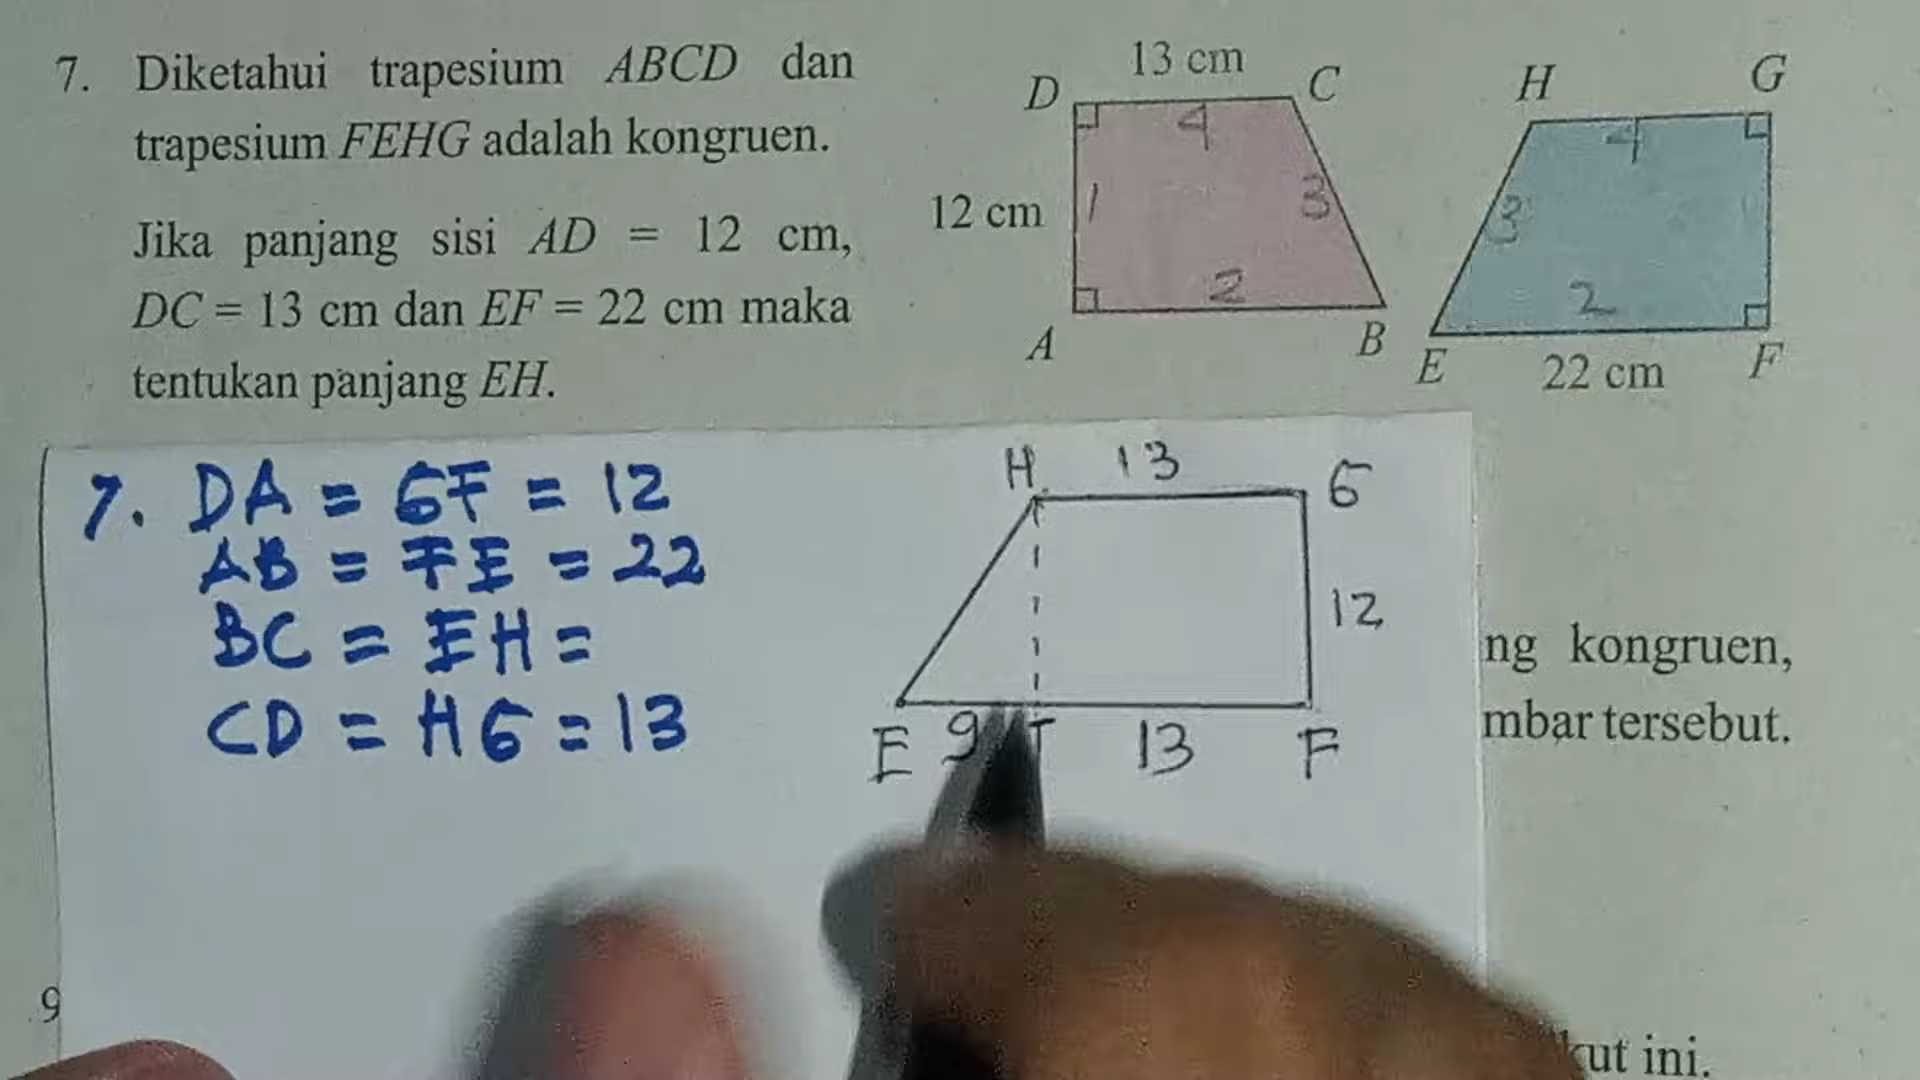 7. Diketahui trapesium ABCD dan
trapesium FEHG adalah kongruen.
Jika panjang sisi AD = 12 cm,
DC = 13 cm dan EF = 22 cm maka
tentukan panjang EH.
13 cm
D C
4
12 cm 1 3
2
A B
H G
4
3
2
E 22 cm F
7. DA = GF = 12
AB = FE = 22
BC = EH =
CD = HG = 13
H 13 G
12
E 9 T 13 F
ng kongruen,
mbar tersebut.
9
kut ini.